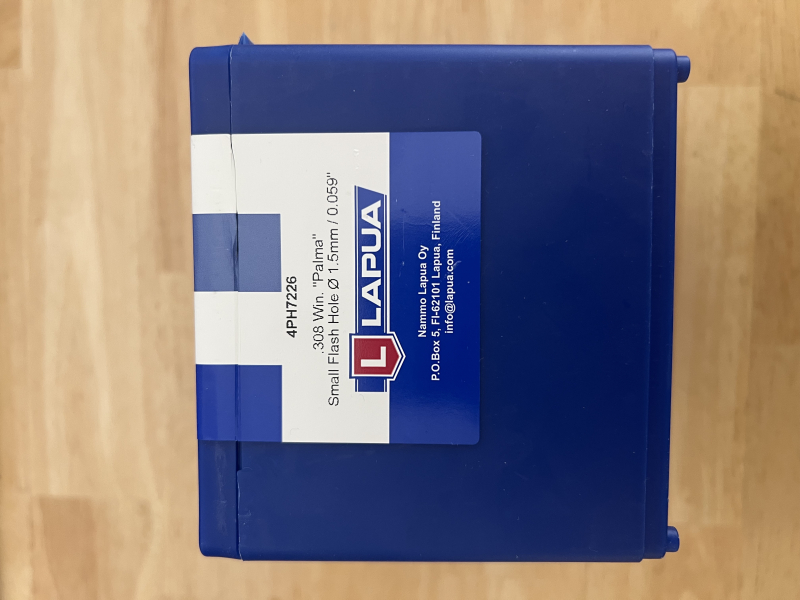 4PH7226
.308 Win. "Palma"
Small Flash Hole Ø 1.5mm / 0.059"
L LAPUA
Nammo Lapua Oy
P.O.Box 5, FI-62101 Lapua, Finland
info@lapua.com